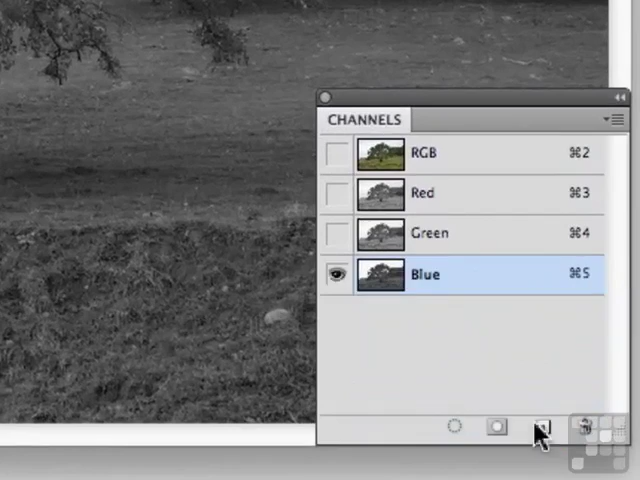 CHANNELS
RGB ⌘2
Red ⌘3
Green ⌘4
Blue ⌘5